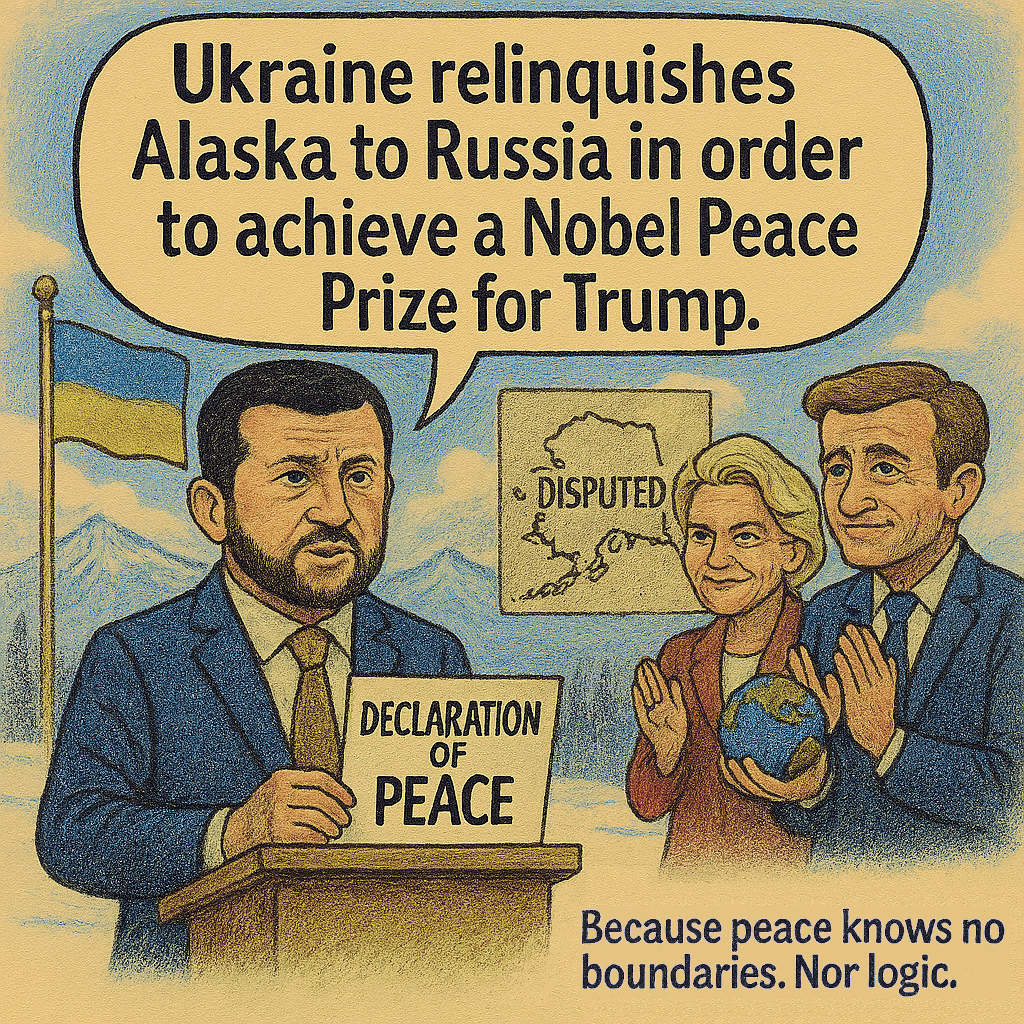 Ukraine relinquishes
Alaska to Russia in order
to achieve a Nobel Peace
Prize for Trump.
DISPUTED
DECLARATION
OF
PEACE
Because peace knows no
boundaries. Nor logic.